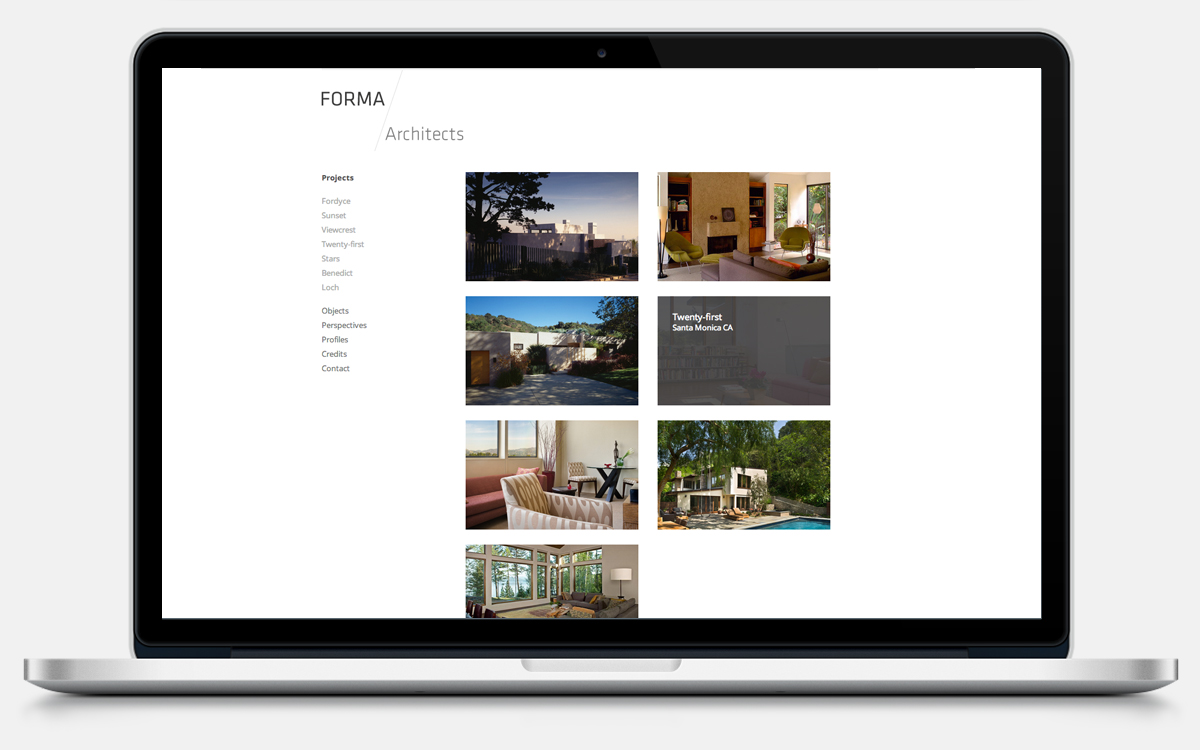 FORMA
Architects
Projects
Fordyce
Sunset
Viewcrest
Twenty-first
Stars
Benedict
Loch
Objects
Perspectives
Profiles
Credits
Contact
Twenty-first
Santa Monica CA